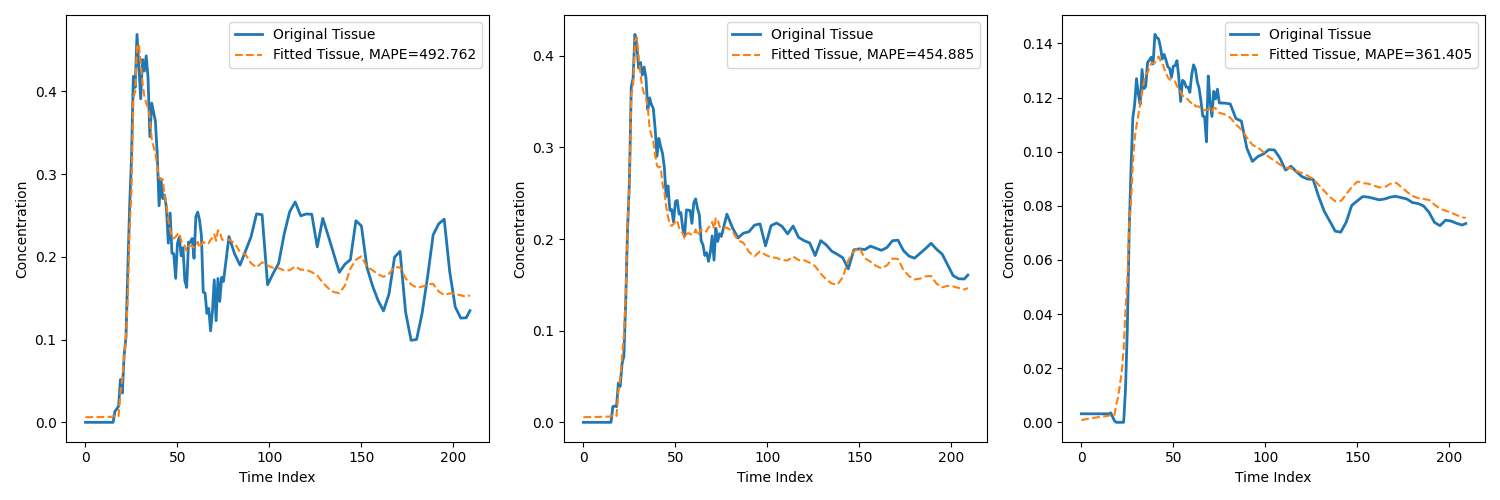 Original Tissue
Fitted Tissue, MAPE=492.762
Concentration
0.4
0.3
0.2
0.1
0.0
0 50 100 150 200
Time Index
Original Tissue
Fitted Tissue, MAPE=454.885
Concentration
0.4
0.3
0.2
0.1
0.0
0 50 100 150 200
Time Index
Original Tissue
Fitted Tissue, MAPE=361.405
Concentration
0.14
0.12
0.10
0.08
0.06
0.04
0.02
0.00
0 50 100 150 200
Time Index